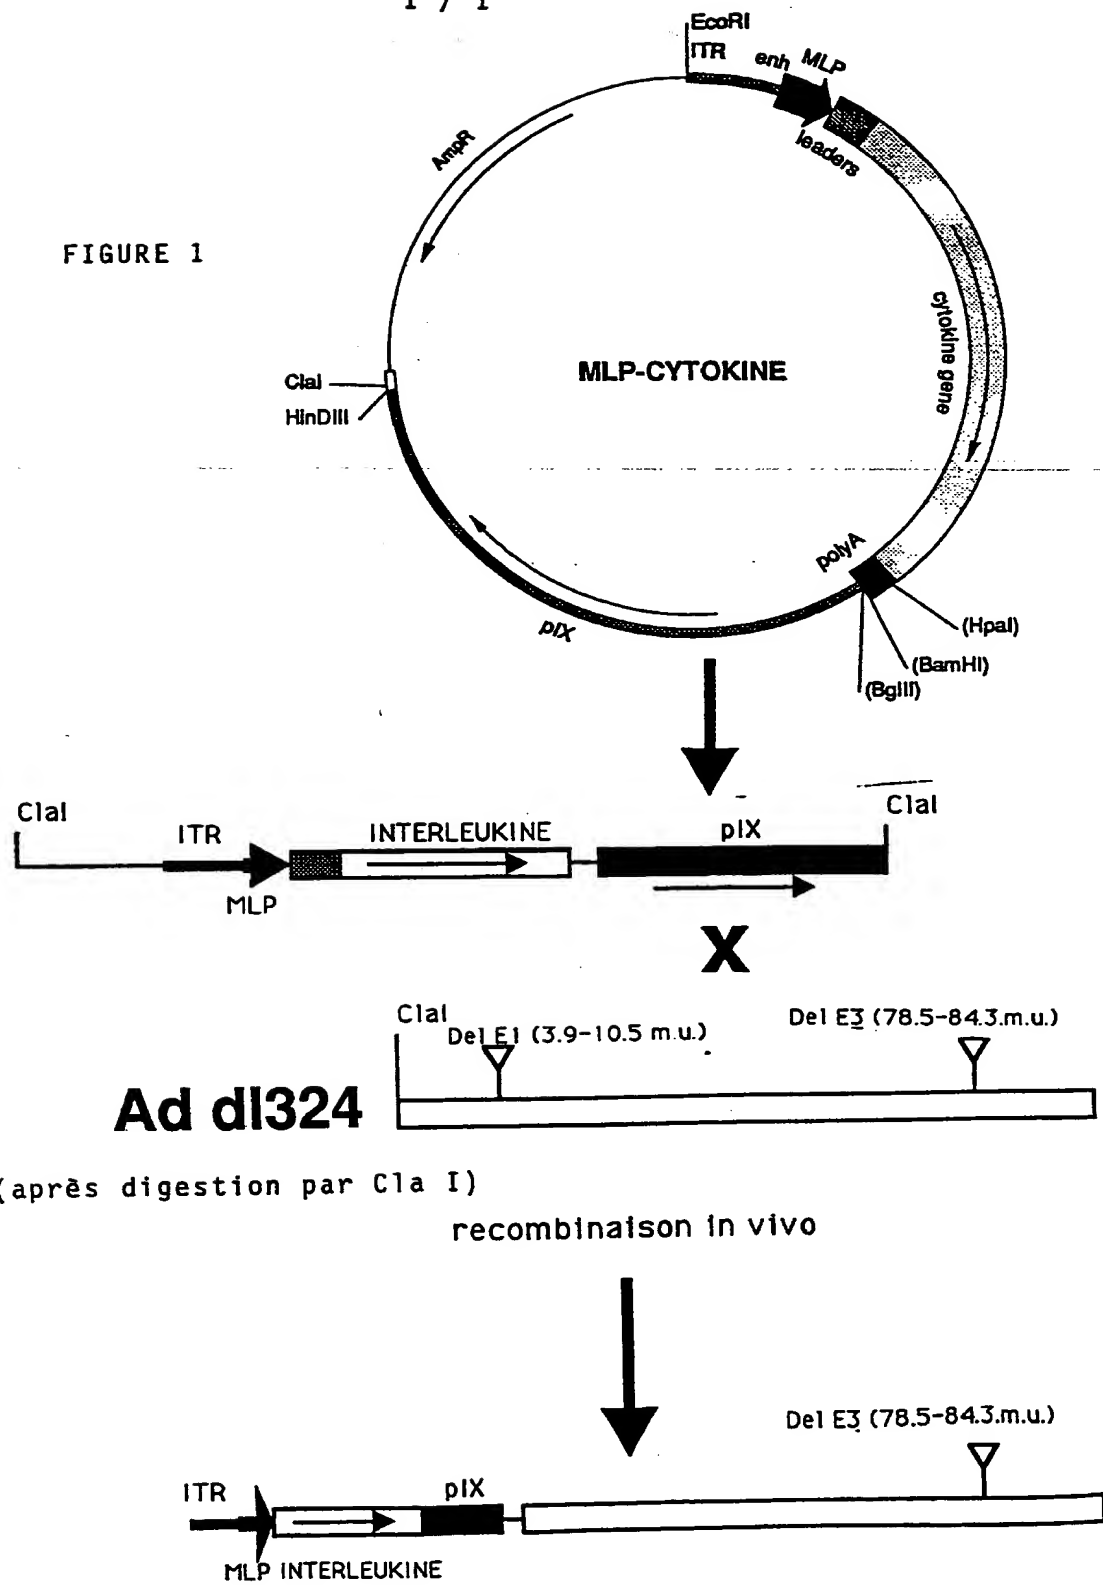 1 / 1
EcoRI
ITR
enh
MLP
leaders
AmpR
FIGURE 1
cytokine gene
MLP-CYTOKINE
ClaI
HinDIII
polyA
pIX
(HpaI)
(BamHI)
(BglII)
ClaI
ClaI
ITR
INTERLEUKINE
pIX
MLP
X
ClaI
Del E1 (3.9-10.5 m.u.)
Del E3 (78.5-84.3.m.u.)
Ad dl324
(après digestion par Cla I)
recombinaison in vivo
Del E3 (78.5-84.3.m.u.)
ITR
pIX
MLP INTERLEUKINE